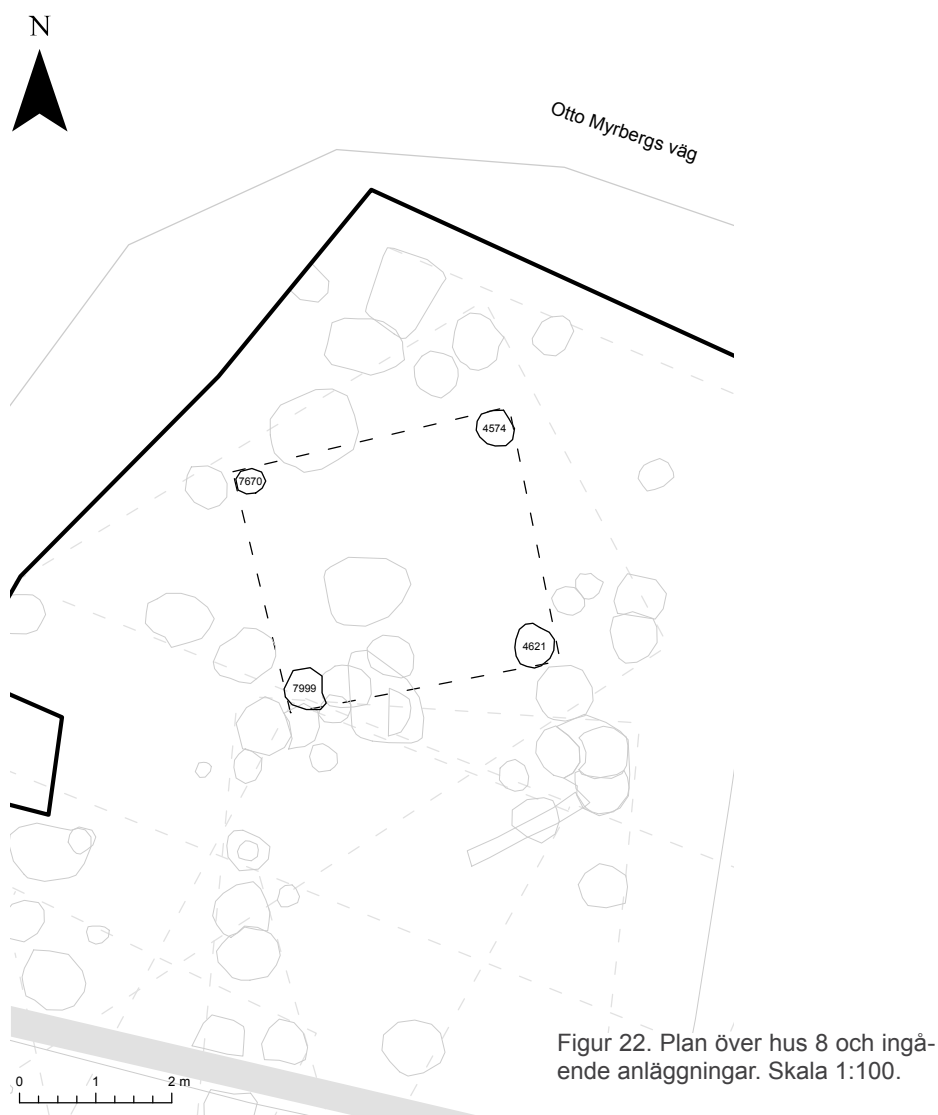 N
Otto Myrbergs väg
4574
7670
4621
7999
Figur 22. Plan över hus 8 och ingå-
ende anläggningar. Skala 1:100.
0 1 2 m